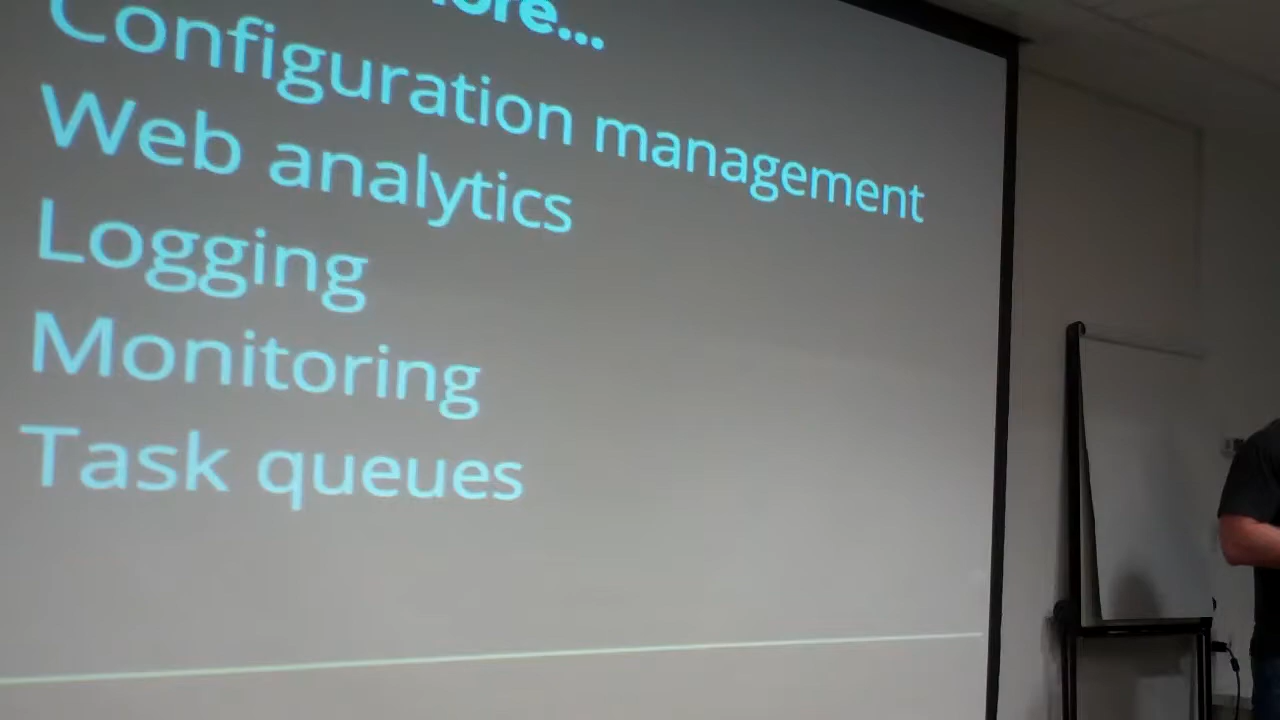 Configuration management
Web analytics
Logging
Monitoring
Task queues